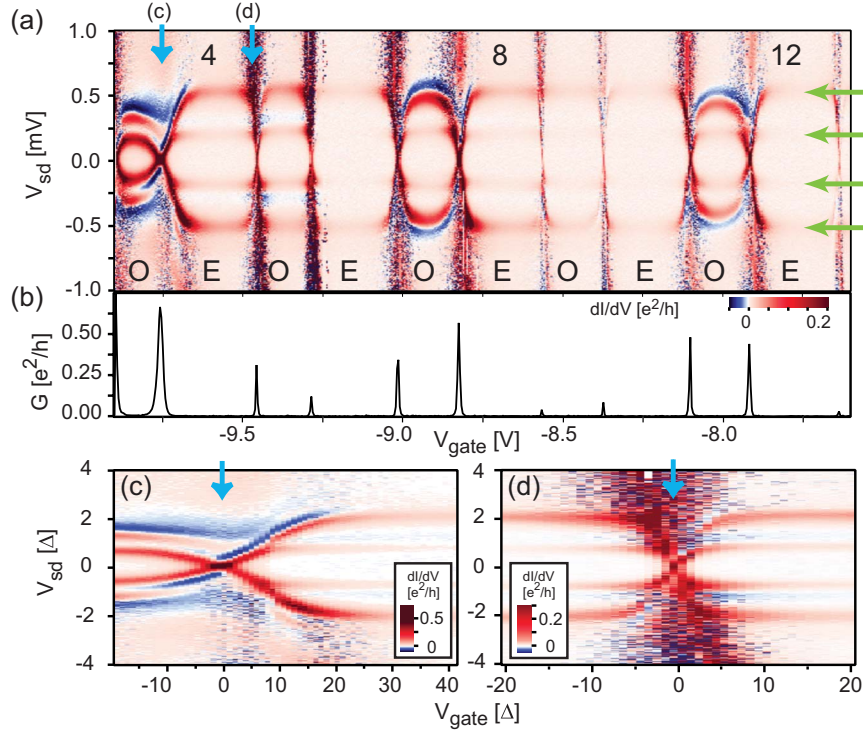 (a)
(c)
(d)
4
8
12
1.0
0.5
0.0
-0.5
-1.0
V_sd [mV]
O E O E O E O E O E
(b)
dI/dV [e²/h]
0 0.2
0.50
0.25
0.00
G [e²/h]
-9.5 -9.0 -8.5 -8.0
V_gate [V]
(c)
4
2
0
-2
-4
V_sd [Δ]
dI/dV
[e²/h]
0.5
0
-10 0 10 20 30 40
(d)
4
2
0
-2
-4
dI/dV
[e²/h]
0.2
0
-20 -10 0 10 20
V_gate [Δ]